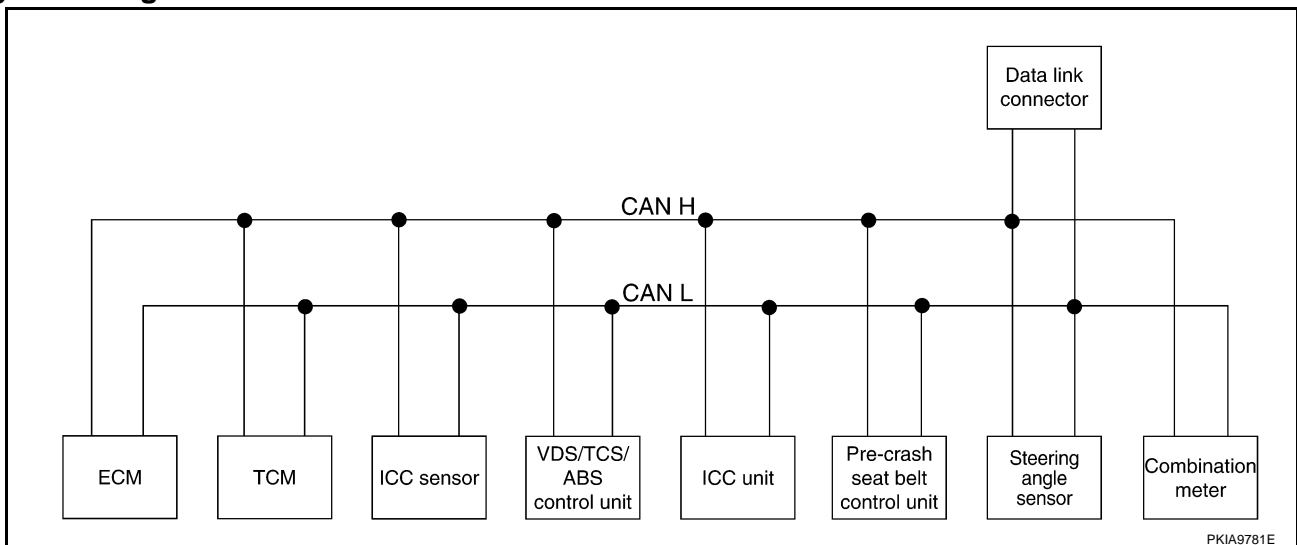 Data link
connector
CAN H
CAN L
ECM
TCM
ICC sensor
VDS/TCS/
ABS
control unit
ICC unit
Pre-crash
seat belt
control unit
Steering
angle
sensor
Combination
meter
PKIA9781E